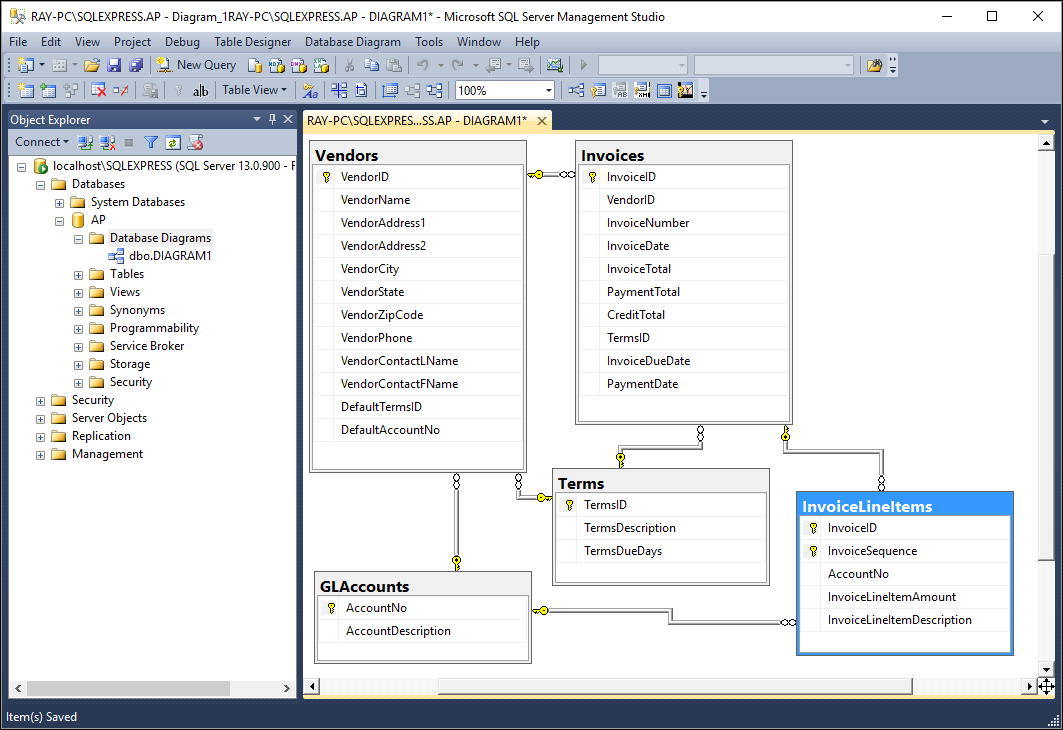 RAY-PC\SQLEXPRESS.AP - Diagram_1RAY-PC\SQLEXPRESS.AP - DIAGRAM1* - Microsoft SQL Server Management Studio
File Edit View Project Debug Table Designer Database Diagram Tools Window Help
New Query
Table View
100%
Object Explorer
Connect
localhost\SQLEXPRESS (SQL Server 13.0.900 - F
Databases
System Databases
AP
Database Diagrams
dbo.DIAGRAM1
Tables
Views
Synonyms
Programmability
Service Broker
Storage
Security
Security
Server Objects
Replication
Management
RAY-PC\SQLEXPRES...SS.AP - DIAGRAM1*
Vendors
VendorID
VendorName
VendorAddress1
VendorAddress2
VendorCity
VendorState
VendorZipCode
VendorPhone
VendorContactLName
VendorContactFName
DefaultTermsID
DefaultAccountNo
Invoices
InvoiceID
VendorID
InvoiceNumber
InvoiceDate
InvoiceTotal
PaymentTotal
CreditTotal
TermsID
InvoiceDueDate
PaymentDate
Terms
TermsID
TermsDescription
TermsDueDays
InvoiceLineItems
InvoiceID
InvoiceSequence
AccountNo
InvoiceLineItemAmount
InvoiceLineItemDescription
GLAccounts
AccountNo
AccountDescription
Item(s) Saved